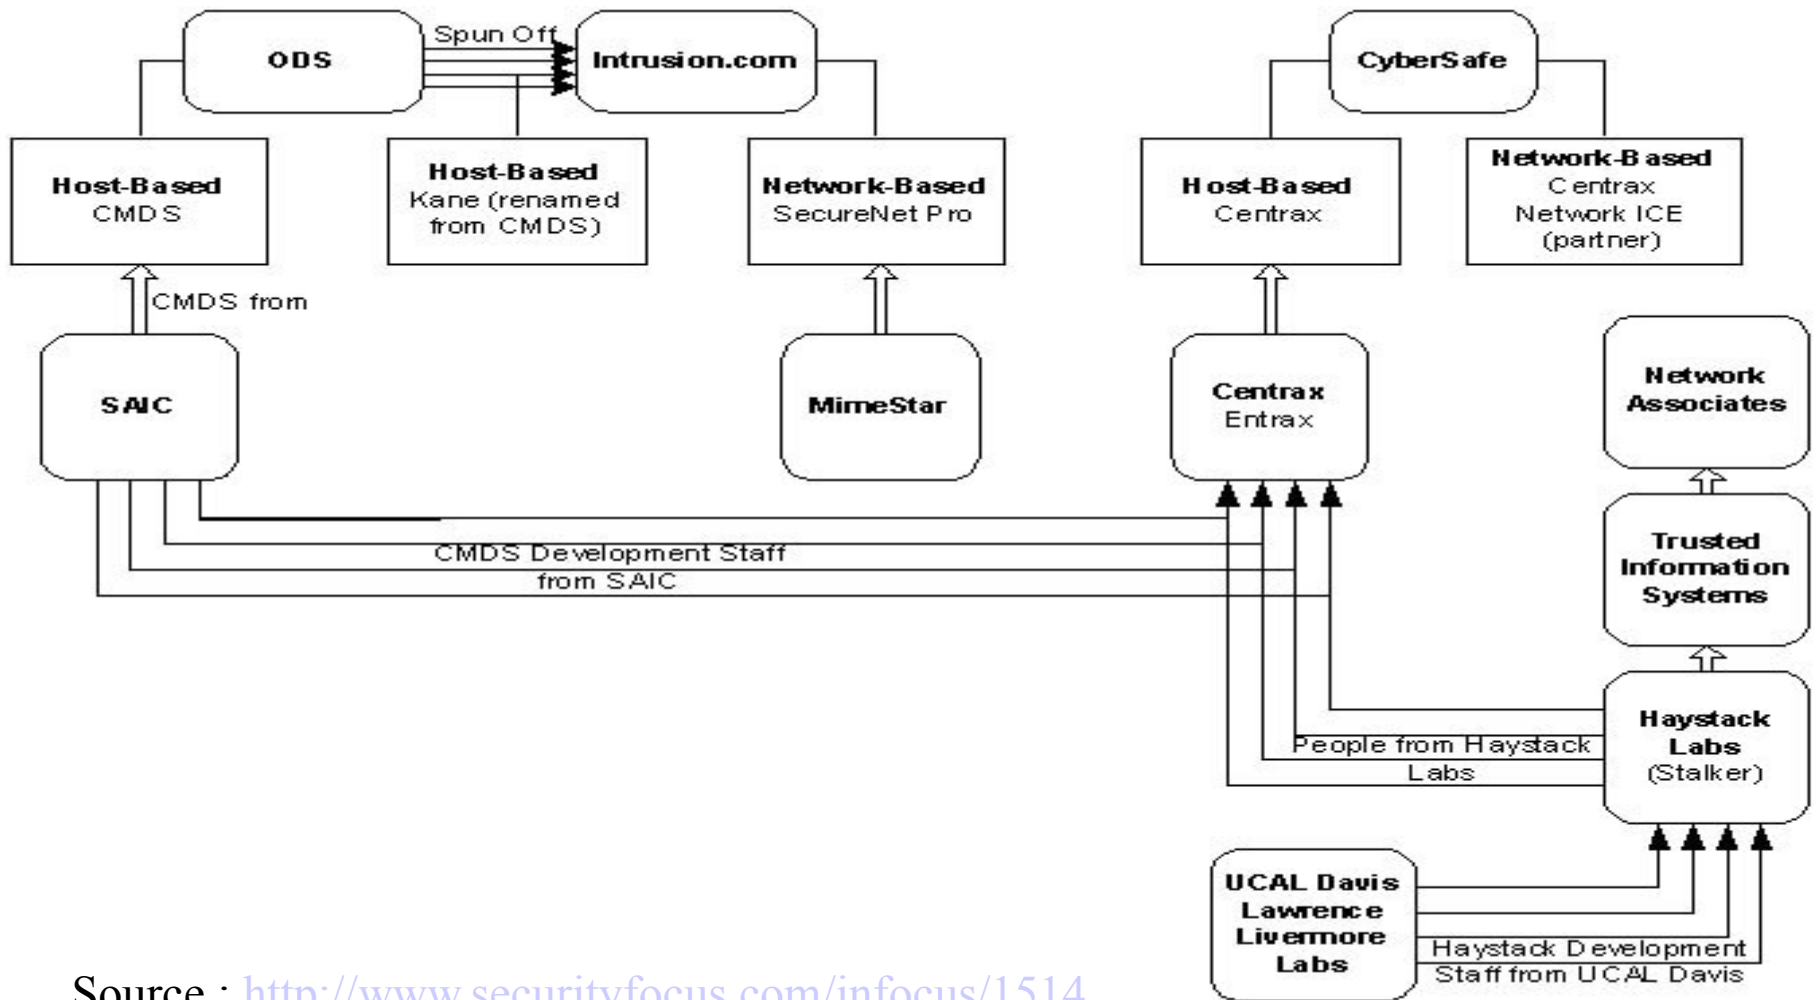 ODS
Spun Off
Intrusion.com
CyberSafe
Host-Based
CMDS
Host-Based
Kane (renamed
from CMDS)
Network-Based
SecureNet Pro
Host-Based
Centrax
Network-Based
Centrax
Network ICE
(partner)
CMDS from
SAIC
MimeStar
Centrax
Entrax
Network
Associates
CMDS Development Staff
from SAIC
Trusted
Information
Systems
People from Haystack
Labs
Haystack
Labs
(Stalker)
UCAL Davis
Lawrence
Livermore
Labs
Haystack Development
Staff from UCAL Davis
Source : http://www.securityfocus.com/infocus/1514